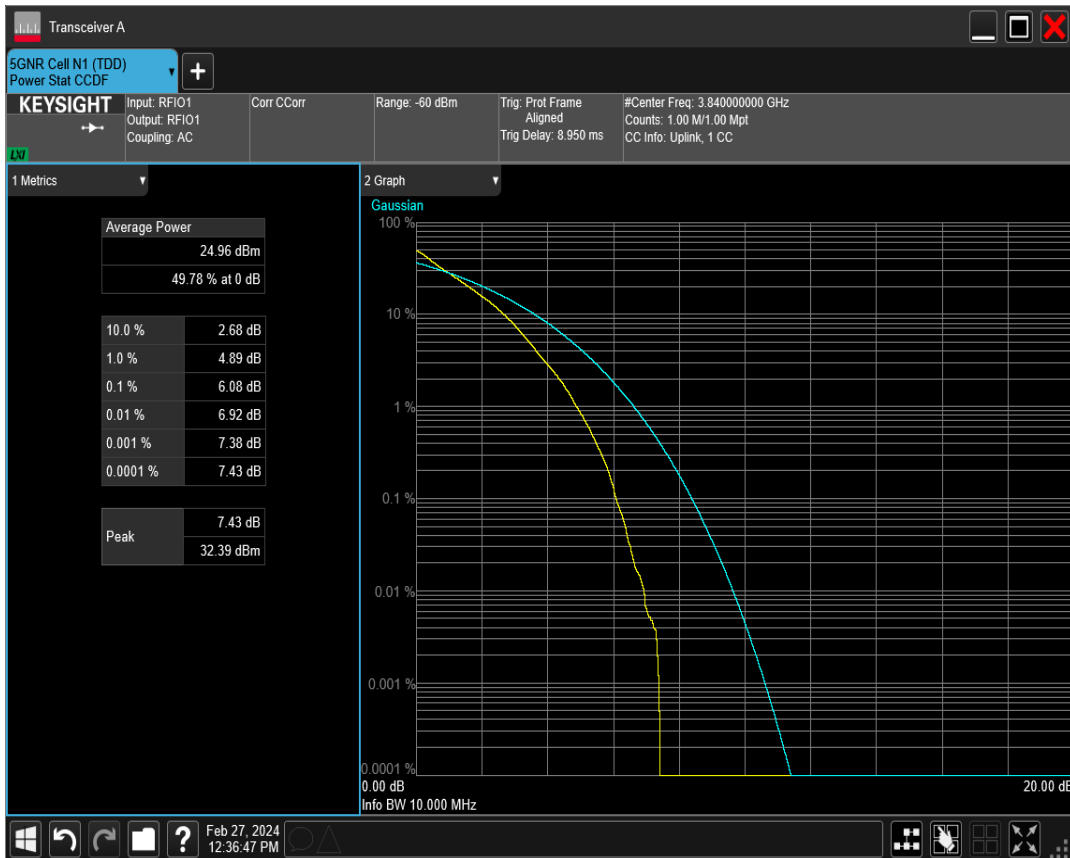 Transceiver A
5GNR Cell N1 (TDD)
Power Stat CCDF
+
KEYSIGHT
LXI
Input: RFIO1
Output: RFIO1
Coupling: AC
Corr CCorr
Range: -60 dBm
Trig: Prot Frame
Aligned
Trig Delay: 8.950 ms
#Center Freq: 3.840000000 GHz
Counts: 1.00 M/1.00 Mpt
CC Info: Uplink, 1 CC
1 Metrics
Average Power
24.96 dBm
49.78 % at 0 dB
10.0 % 2.68 dB
1.0 % 4.89 dB
0.1 % 6.08 dB
0.01 % 6.92 dB
0.001 % 7.38 dB
0.0001 % 7.43 dB
Peak
7.43 dB
32.39 dBm
2 Graph
Gaussian
100 %
10 %
1 %
0.1 %
0.01 %
0.001 %
0.0001 %
0.00 dB
20.00 dB
Info BW 10.000 MHz
?
Feb 27, 2024
12:36:47 PM